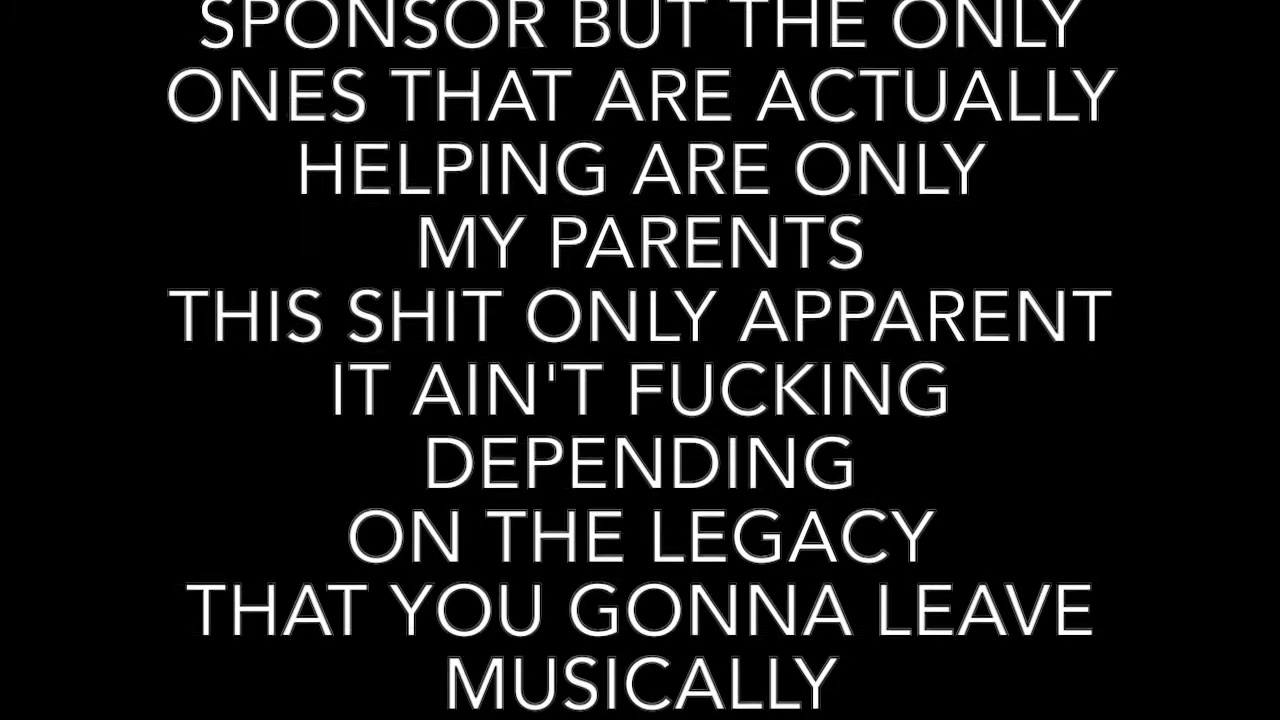 SPONSOR BUT THE ONLY
ONES THAT ARE ACTUALLY
HELPING ARE ONLY
MY PARENTS
THIS SHIT ONLY APPARENT
IT AIN'T FUCKING
DEPENDING
ON THE LEGACY
THAT YOU GONNA LEAVE
MUSICALLY